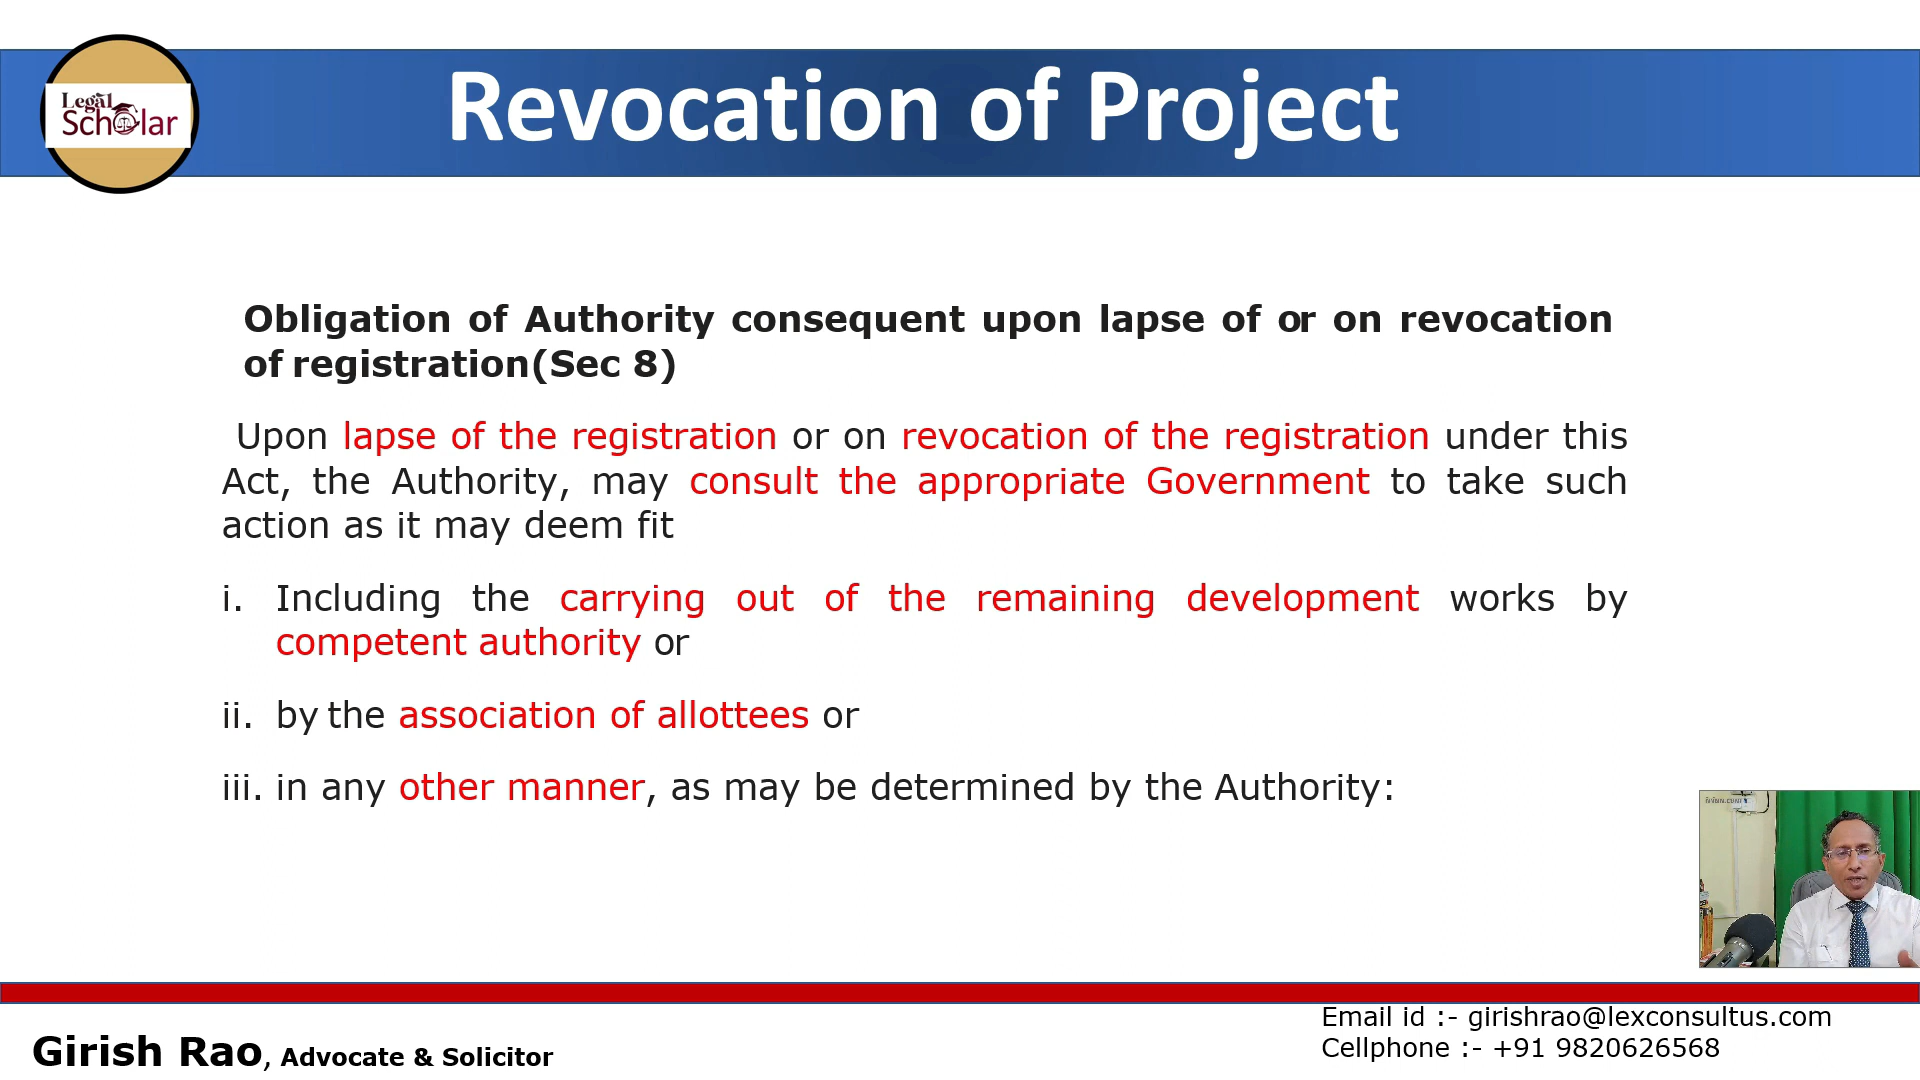 Legal
Scholar
Revocation of Project
Obligation of Authority consequent upon lapse of or on revocation
of registration(Sec 8)
Upon lapse of the registration or on revocation of the registration under this
Act, the Authority, may consult the appropriate Government to take such
action as it may deem fit
i. Including the carrying out of the remaining development works by
competent authority or
ii. by the association of allottees or
iii. in any other manner, as may be determined by the Authority:
Email id :- girishrao@lexconsultus.com
Cellphone :- +91 9820626568
Girish Rao, Advocate & Solicitor